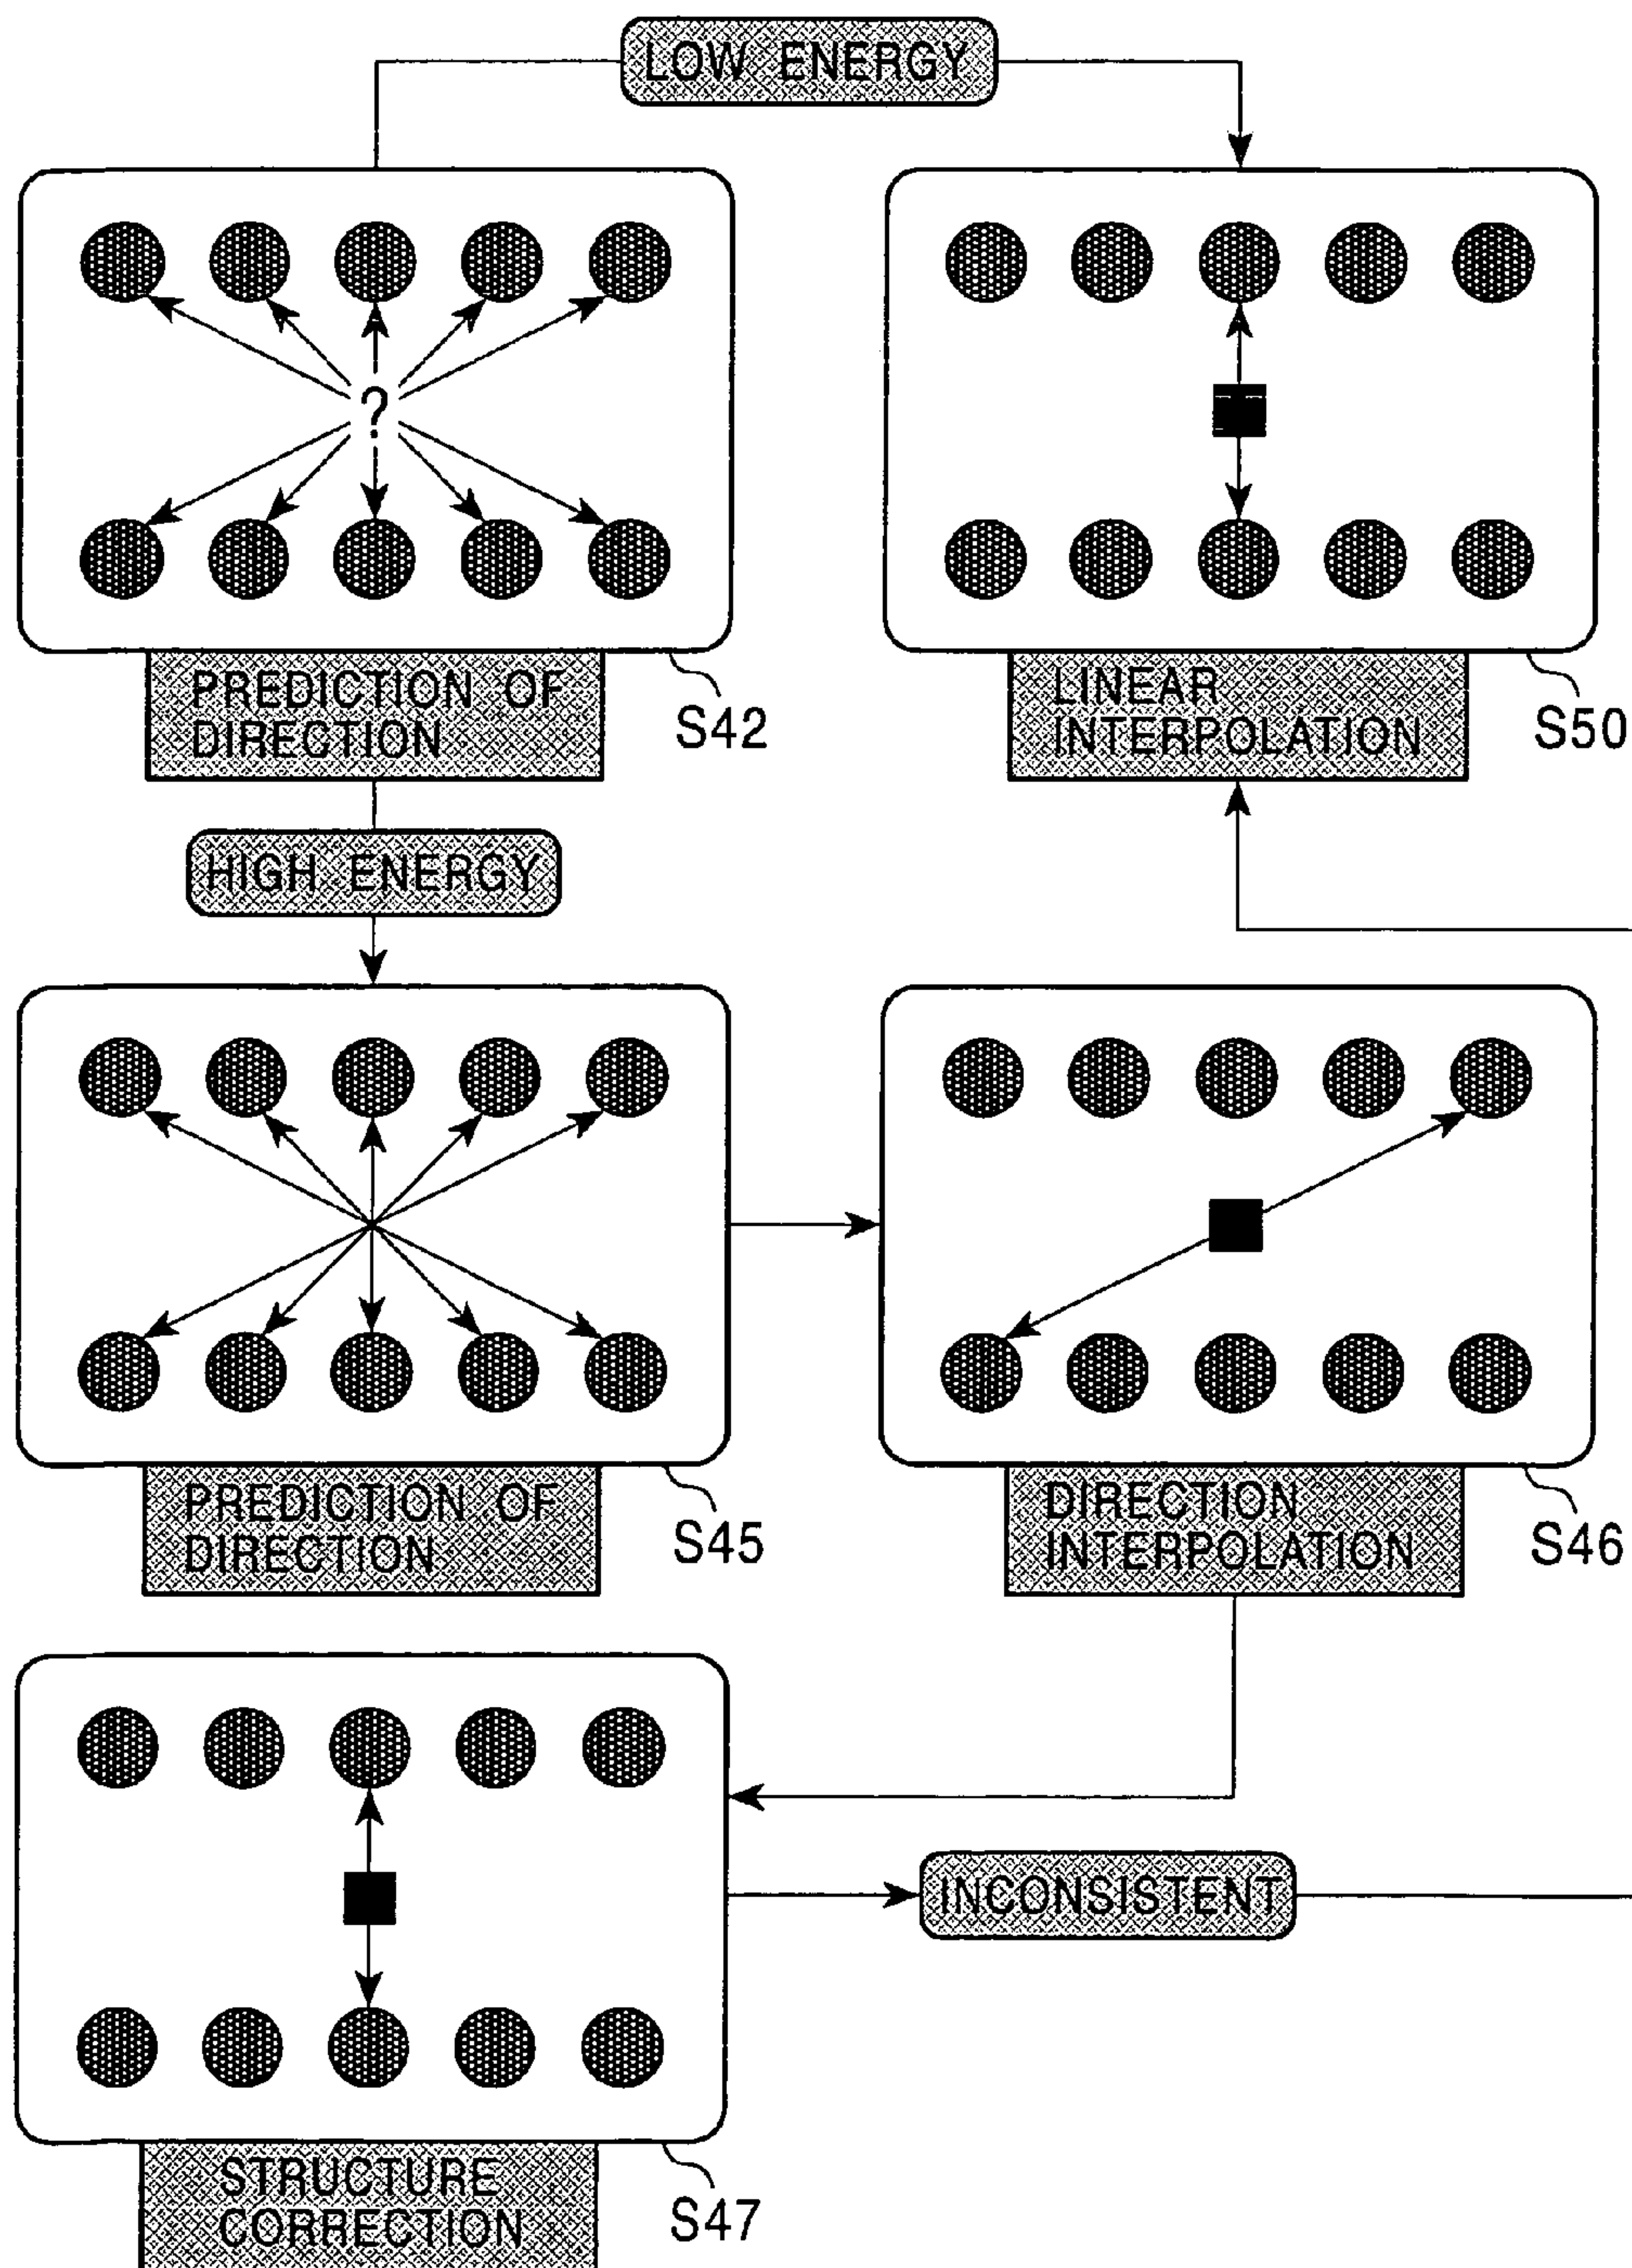 LOW ENERGY
?
PREDICTION OF
DIRECTION
S42
LINEAR
INTERPOLATION
S50
HIGH ENERGY
PREDICTION OF
DIRECTION
S45
DIRECTION
INTERPOLATION
S46
INCONSISTENT
STRUCTURE
CORRECTION
S47